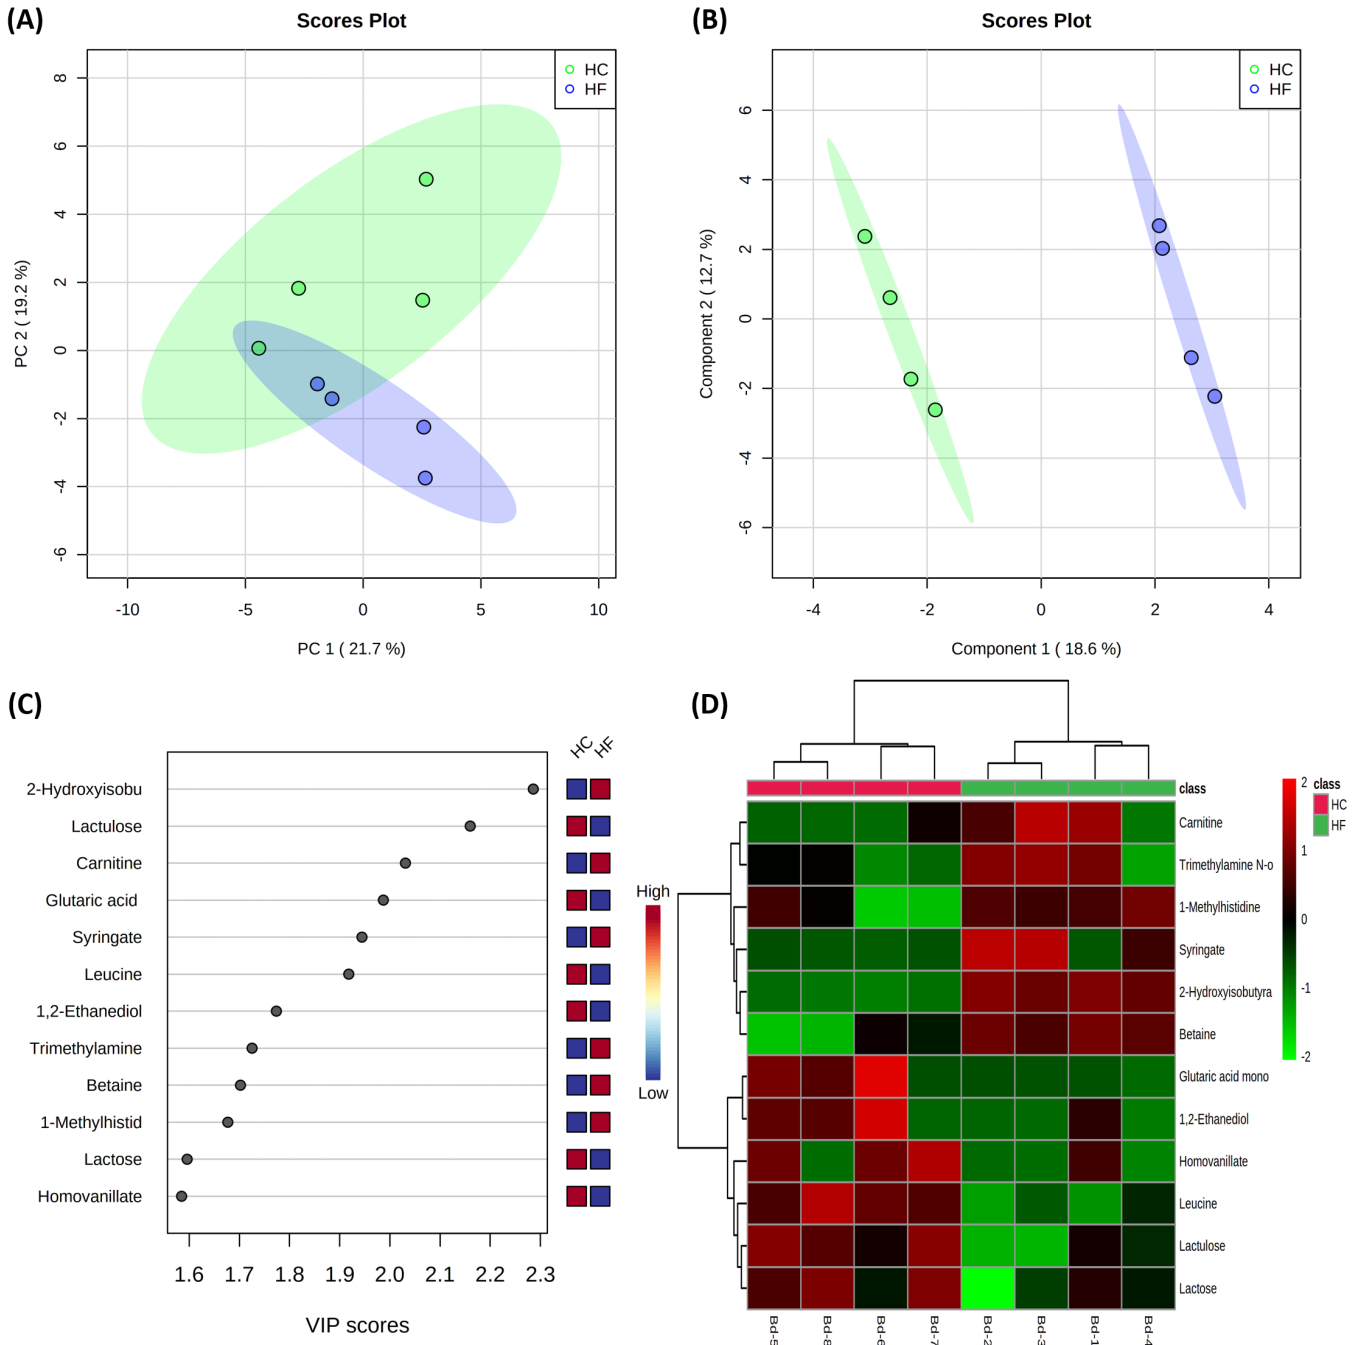 (A)
Scores Plot
HC
HF
8
6
4
2
0
-2
-4
-6
PC 2 ( 19.2 %)
-10
-5
0
5
10
PC 1 ( 21.7 %)
(B)
Scores Plot
HC
HF
6
4
2
0
-2
-4
-6
Component 2 ( 12.7 %)
-4
-2
0
2
4
Component 1 ( 18.6 %)
(C)
HC
HF
2-Hydroxyisobu
Lactulose
Carnitine
Glutaric acid
Syringate
Leucine
1,2-Ethanediol
Trimethylamine
Betaine
1-Methylhistid
Lactose
Homovanillate
High
Low
1.6
1.7
1.8
1.9
2.0
2.1
2.2
2.3
VIP scores
(D)
class
Carnitine
Trimethylamine N-o
1-Methylhistidine
Syringate
2-Hydroxyisobutyra
Betaine
Glutaric acid mono
1,2-Ethanediol
Homovanillate
Leucine
Lactulose
Lactose
Bd-5
Bd-8
Bd-6
Bd-7
Bd-2
Bd-3
Bd-1
Bd-4
2
1
0
-1
-2
class
HC
HF